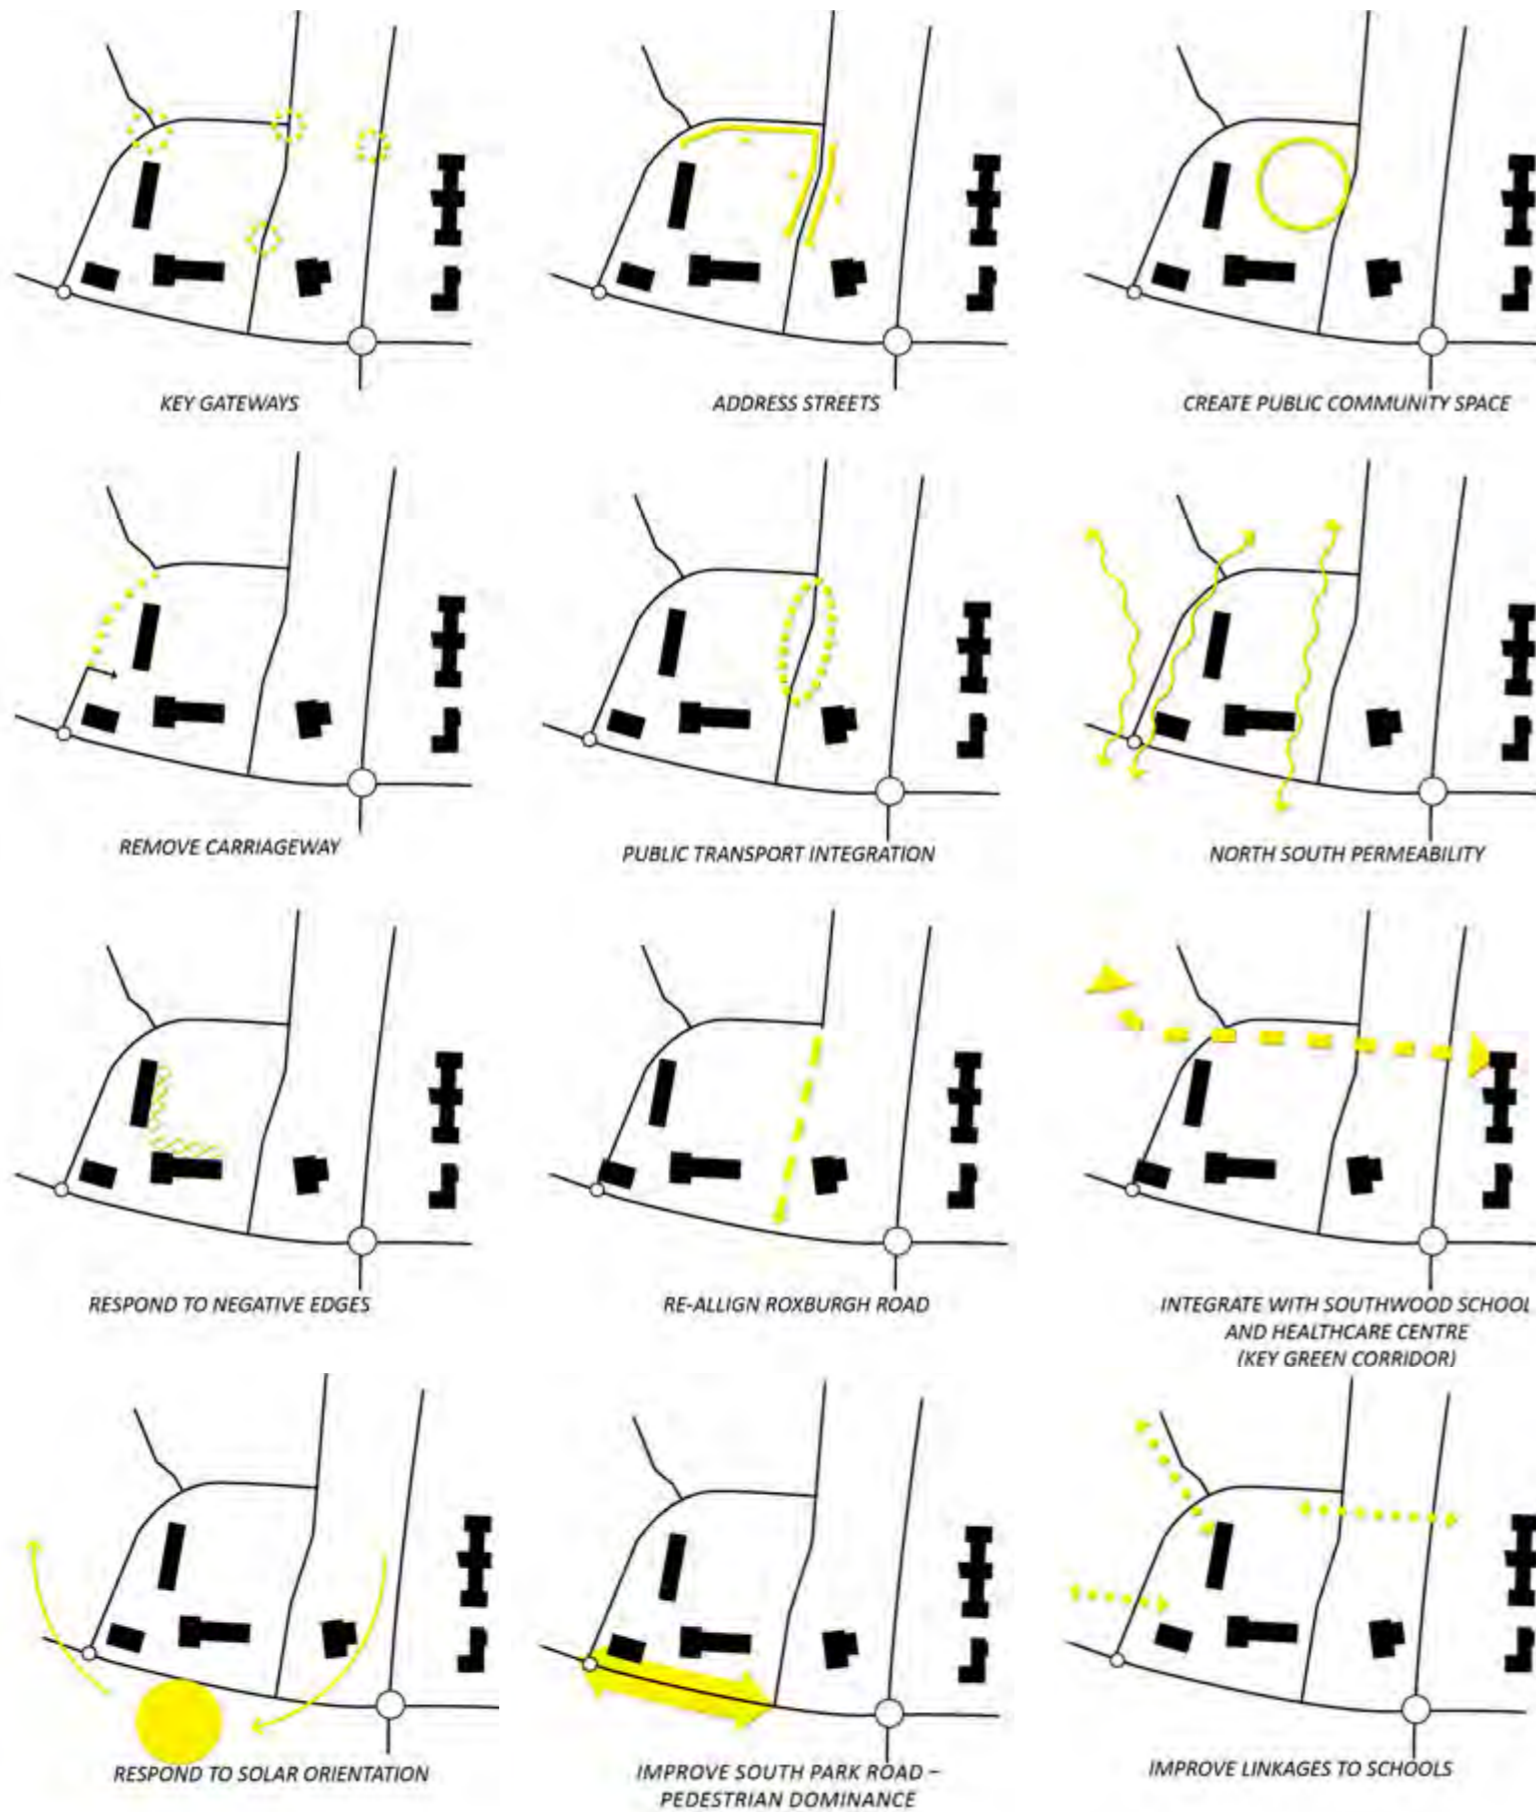 KEY GATEWAYS
ADDRESS STREETS
CREATE PUBLIC COMMUNITY SPACE
REMOVE CARRIAGEWAY
PUBLIC TRANSPORT INTEGRATION
NORTH SOUTH PERMEABILITY
RESPOND TO NEGATIVE EDGES
RE-ALLIGN ROXBURGH ROAD
INTEGRATE WITH SOUTHWOOD SCHOOL
AND HEALTHCARE CENTRE
(KEY GREEN CORRIDOR)
RESPOND TO SOLAR ORIENTATION
IMPROVE SOUTH PARK ROAD –
PEDESTRIAN DOMINANCE
IMPROVE LINKAGES TO SCHOOLS